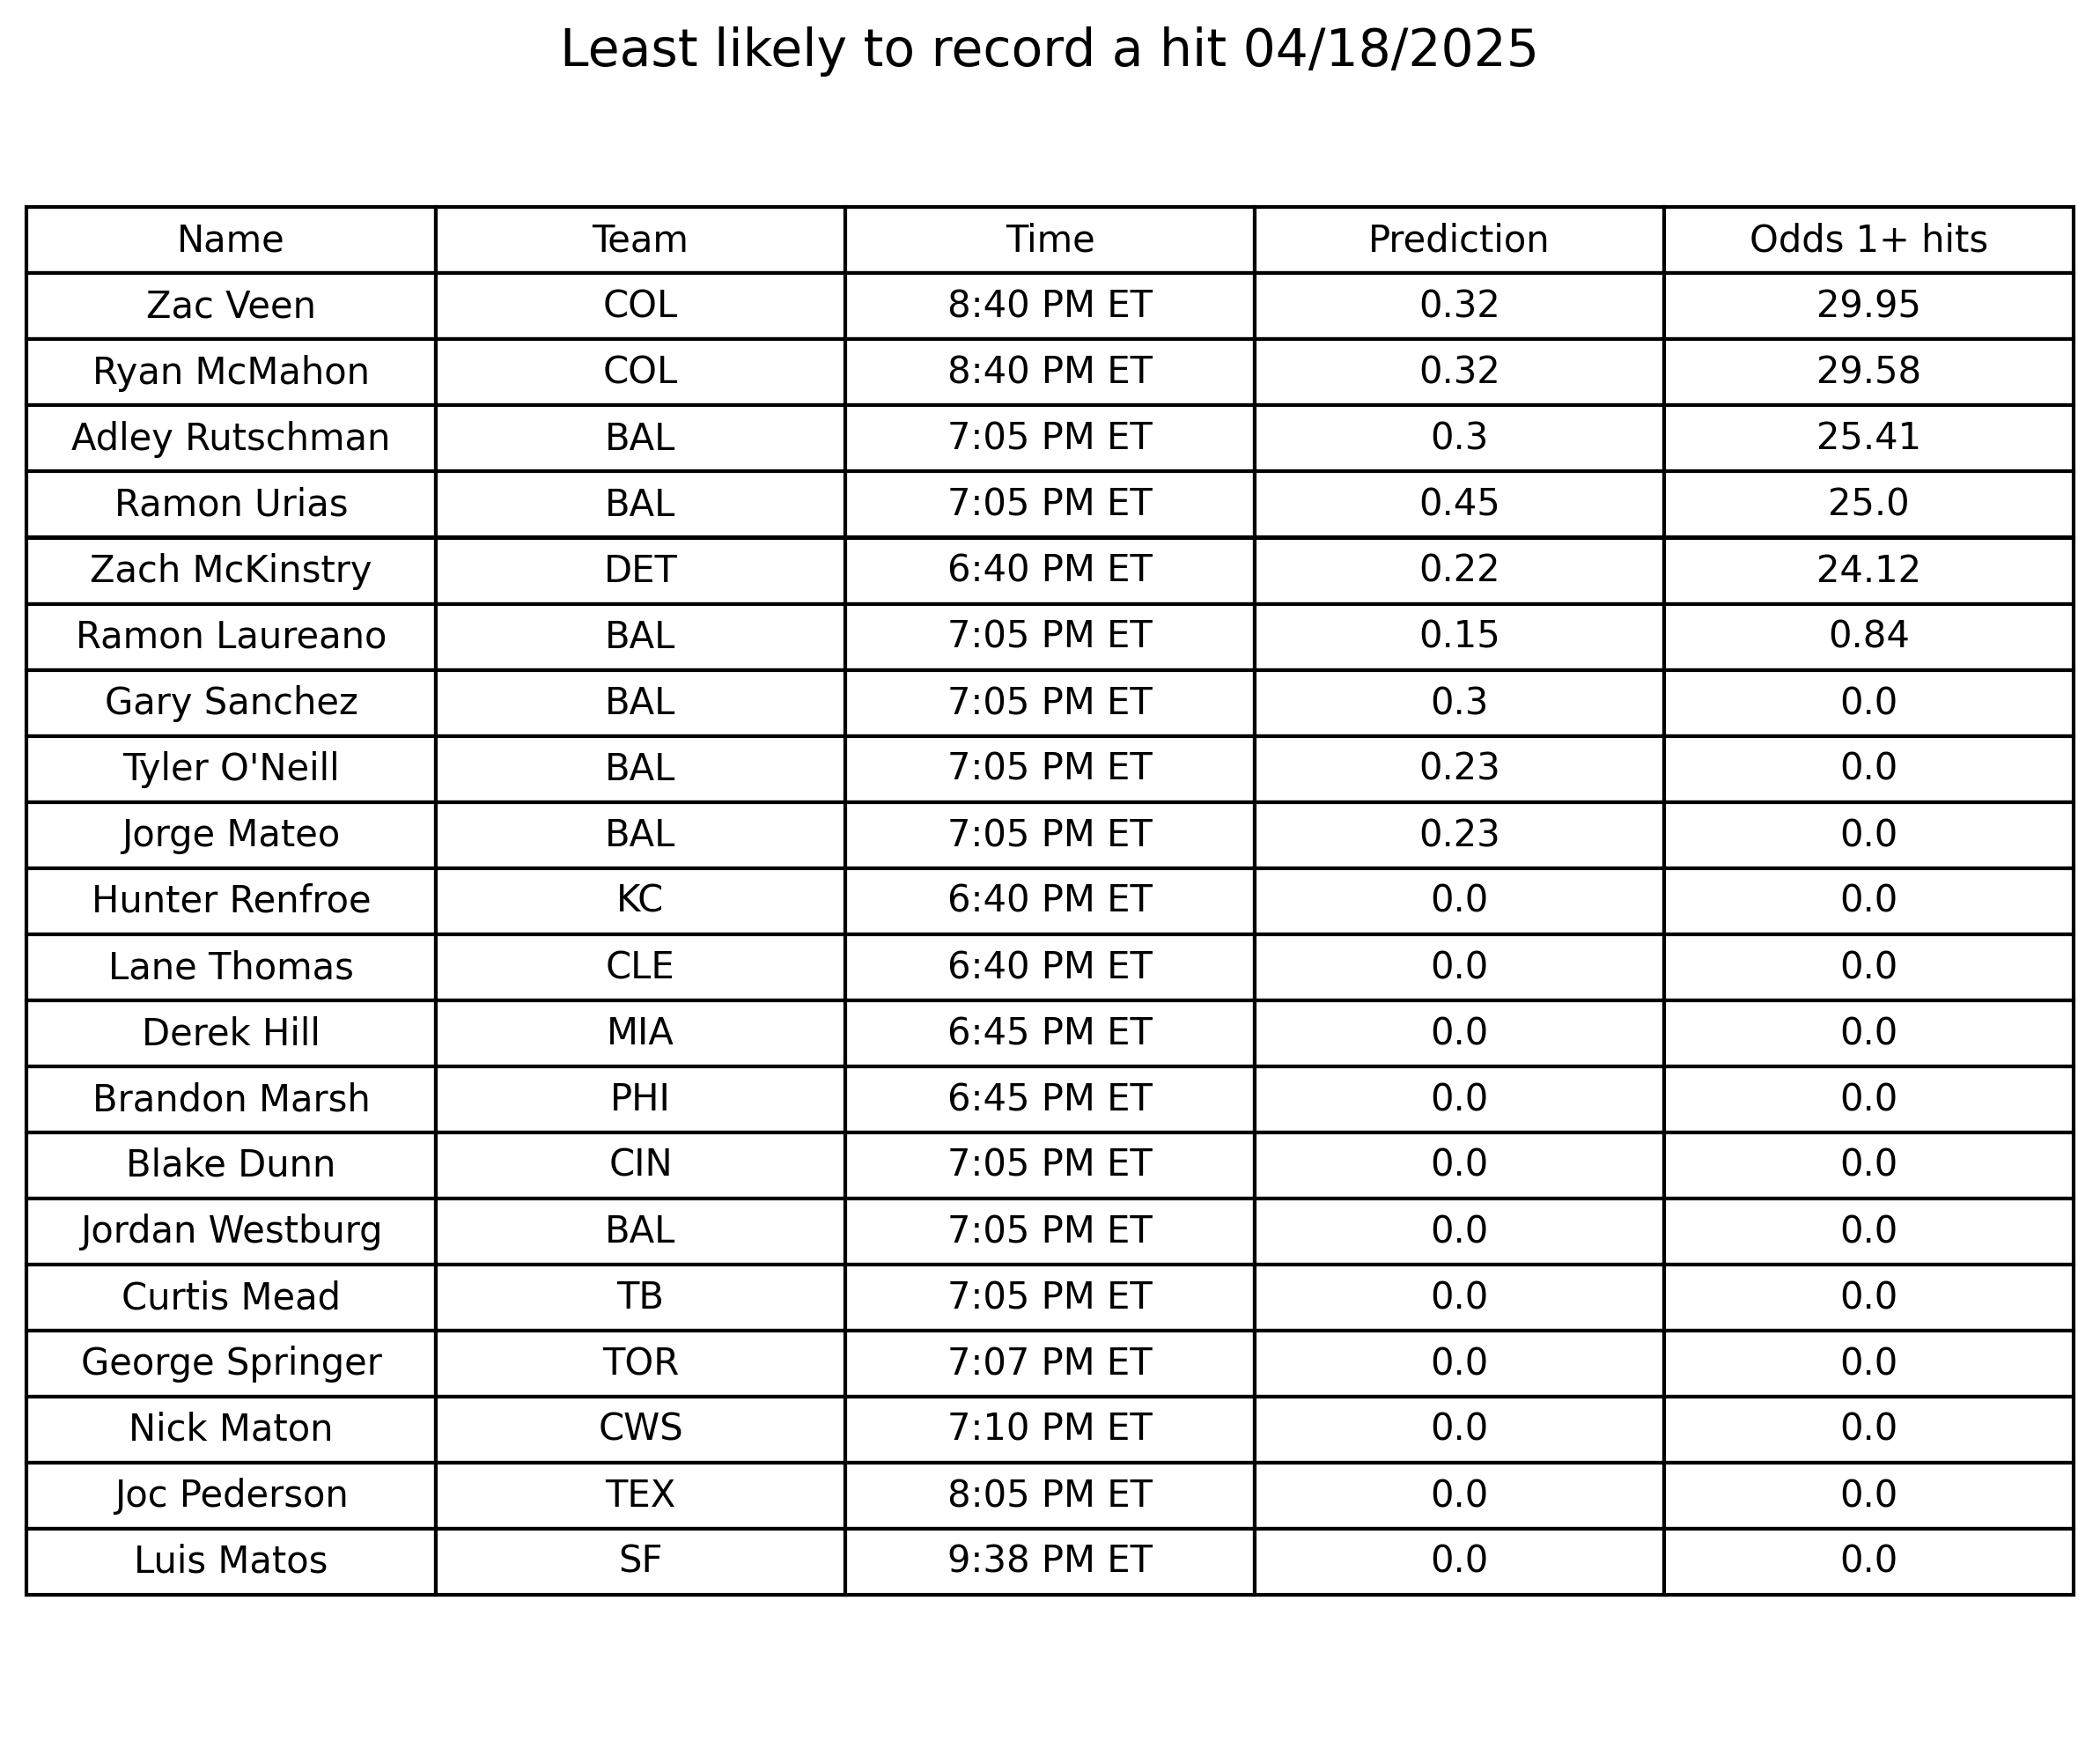 Least likely to record a hit 04/18/2025
Name Team Time Prediction Odds 1+ hits
Zac Veen COL 8:40 PM ET 0.32 29.95
Ryan McMahon COL 8:40 PM ET 0.32 29.58
Adley Rutschman BAL 7:05 PM ET 0.3 25.41
Ramon Urias BAL 7:05 PM ET 0.45 25.0
Zach McKinstry DET 6:40 PM ET 0.22 24.12
Ramon Laureano BAL 7:05 PM ET 0.15 0.84
Gary Sanchez BAL 7:05 PM ET 0.3 0.0
Tyler O'Neill BAL 7:05 PM ET 0.23 0.0
Jorge Mateo BAL 7:05 PM ET 0.23 0.0
Hunter Renfroe KC 6:40 PM ET 0.0 0.0
Lane Thomas CLE 6:40 PM ET 0.0 0.0
Derek Hill MIA 6:45 PM ET 0.0 0.0
Brandon Marsh PHI 6:45 PM ET 0.0 0.0
Blake Dunn CIN 7:05 PM ET 0.0 0.0
Jordan Westburg BAL 7:05 PM ET 0.0 0.0
Curtis Mead TB 7:05 PM ET 0.0 0.0
George Springer TOR 7:07 PM ET 0.0 0.0
Nick Maton CWS 7:10 PM ET 0.0 0.0
Joc Pederson TEX 8:05 PM ET 0.0 0.0
Luis Matos SF 9:38 PM ET 0.0 0.0